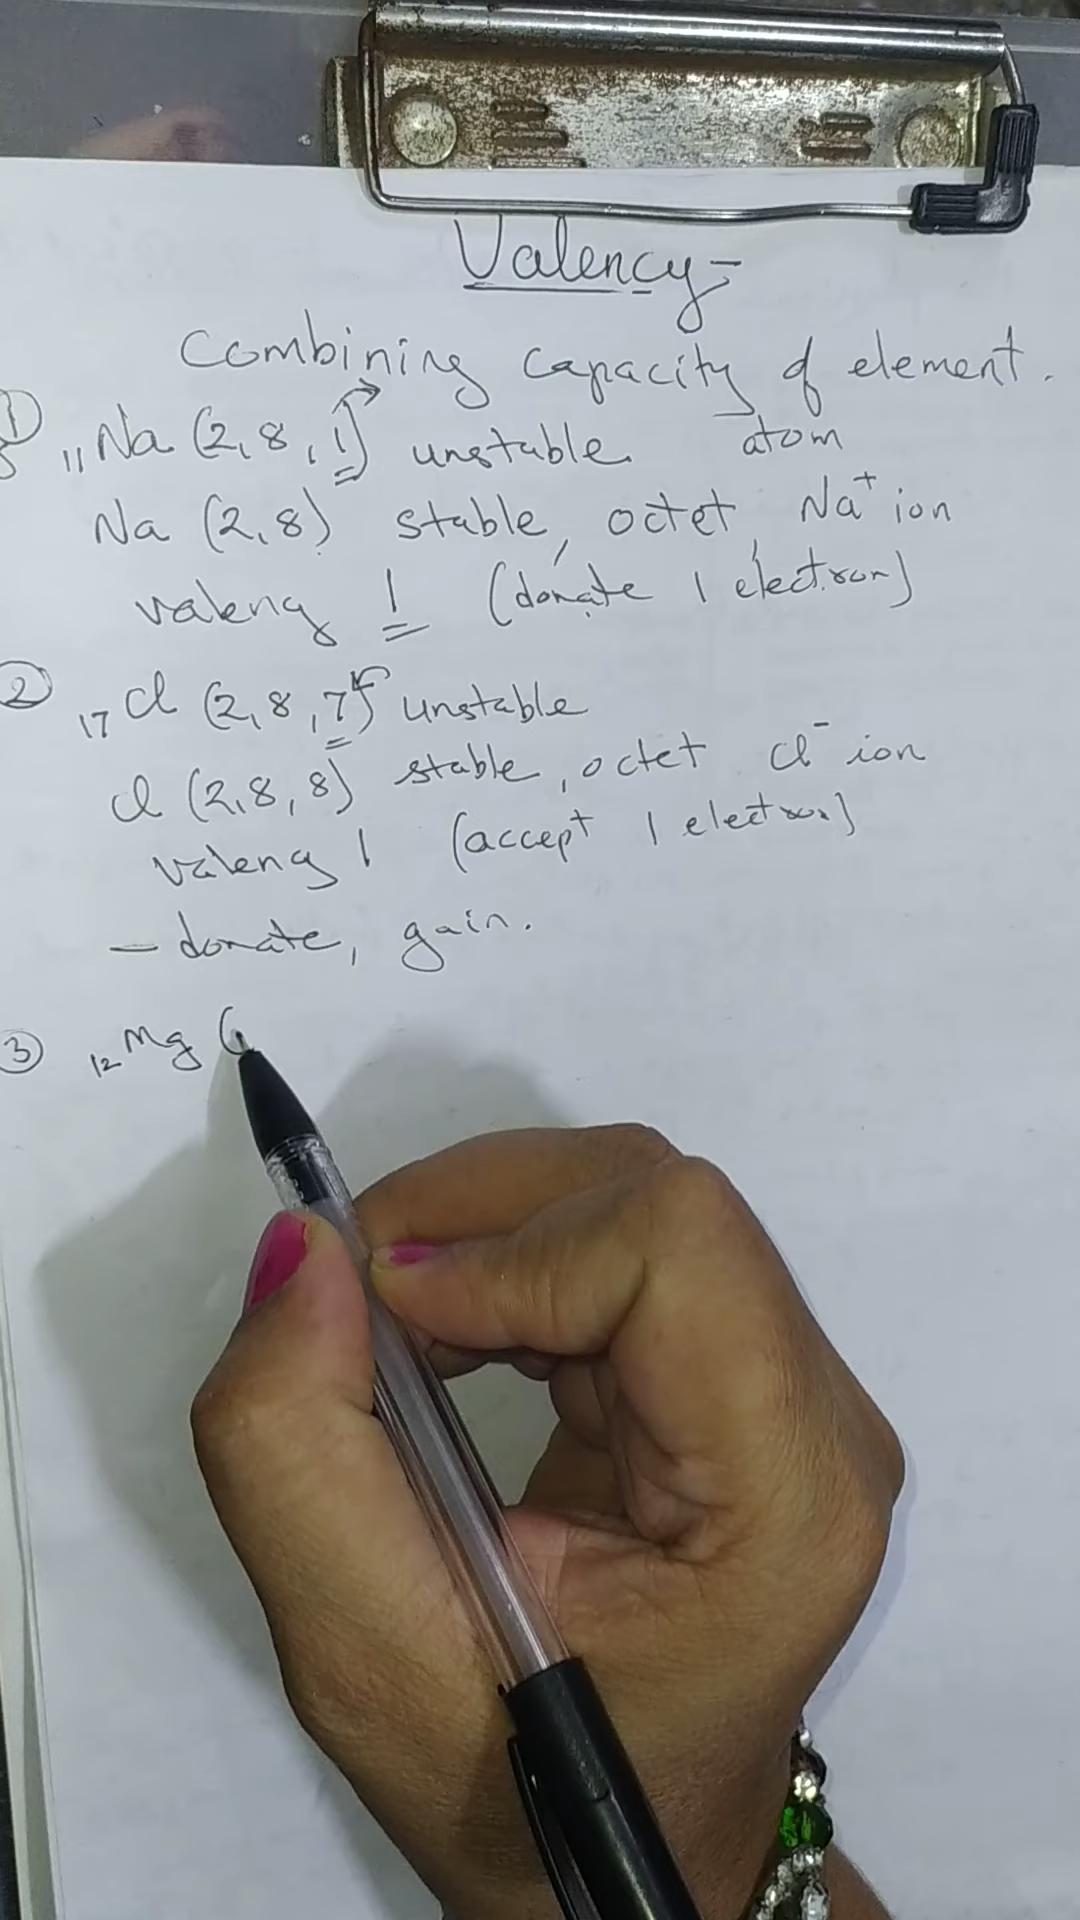 Valency -
Combining capacity of element.
atom
① ₁₁Na (2,8,1) unstable
Na (2,8) stable, octet, Na⁺ ion
valency 1 (donate 1 electron)
② ₁₇Cl (2,8,7) unstable
Cl (2,8,8) stable, octet Cl⁻ ion
valency 1 (accept 1 electron)
- donate, gain.
③ ₁₂Mg (